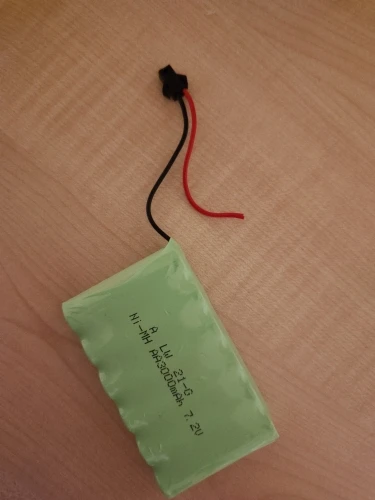 A LW 21-G
Ni-MH AA3000mAh 7.2V